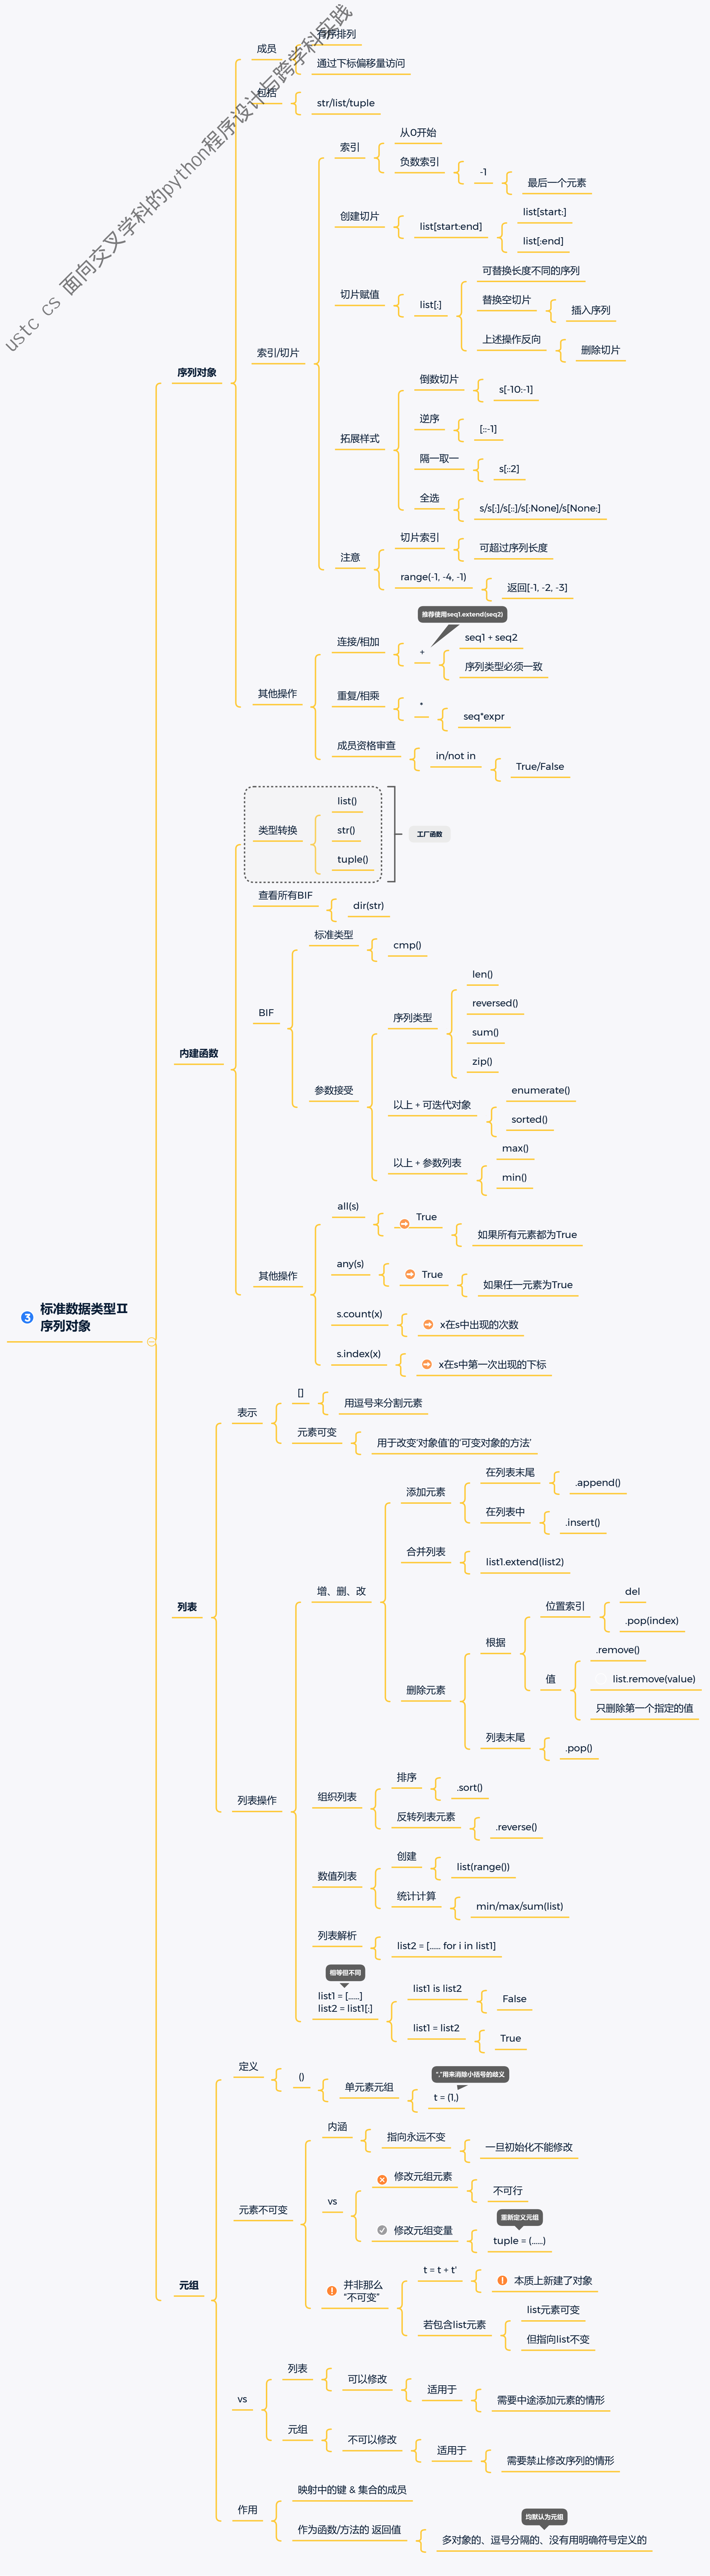 ustc cs 面向交叉学科的python程序设计与跨学科实践
3 标准数据类型II
序列对象
序列对象
成员
有序排列
通过下标偏移量访问
包括
str/list/tuple
索引/切片
索引
从0开始
负数索引
-1
最后一个元素
创建切片
list[start:end]
list[start:]
list[:end]
切片赋值
list[:]
可替换长度不同的序列
替换空切片
插入序列
上述操作反向
删除切片
拓展样式
倒数切片
s[-10:-1]
逆序
[::-1]
隔一取一
s[::2]
全选
s/s[:]/s[::]/s[:None]/s[None:]
注意
切片索引
可超过序列长度
range(-1, -4, -1)
返回[-1, -2, -3]
其他操作
连接/相加
推荐使用seq1.extend(seq2)
+
seq1 + seq2
序列类型必须一致
重复/相乘
*
seq*expr
成员资格审查
in/not in
True/False
内建函数
类型转换
list()
str()
tuple()
工厂函数
查看所有BIF
dir(str)
BIF
标准类型
cmp()
参数接受
序列类型
len()
reversed()
sum()
zip()
以上 + 可迭代对象
enumerate()
sorted()
以上 + 参数列表
max()
min()
其他操作
all(s)
True
如果所有元素都为True
any(s)
True
如果任一元素为True
s.count(x)
x在s中出现的次数
s.index(x)
x在s中第一次出现的下标
列表
表示
[]
用逗号来分割元素
元素可变
用于改变‘对象值’的‘可变对象的方法’
列表操作
增、删、改
添加元素
在列表末尾
.append()
在列表中
.insert()
合并列表
list1.extend(list2)
删除元素
根据
位置索引
del
.pop(index)
值
.remove()
list.remove(value)
只删除第一个指定的值
列表末尾
.pop()
组织列表
排序
.sort()
反转列表元素
.reverse()
数值列表
创建
list(range())
统计计算
min/max/sum(list)
列表解析
list2 = [...... for i in list1]
相等但不同
list1 = [......]
list2 = list1[:]
list1 is list2
False
list1 = list2
True
元组
定义
()
单元素元组
","用来消除小括号的歧义
t = (1,)
元素不可变
内涵
指向永远不变
一旦初始化不能修改
vs
修改元组元素
不可行
修改元组变量
重新定义元组
tuple = (......)
并非那么
“不可变”
t = t + t'
本质上新建了对象
若包含list元素
list元素可变
但指向list不变
vs
列表
可以修改
适用于
需要中途添加元素的情形
元组
不可以修改
适用于
需要禁止修改序列的情形
作用
映射中的键 & 集合的成员
作为函数/方法的 返回值
均默认为元组
多对象的、逗号分隔的、没有用明确符号定义的